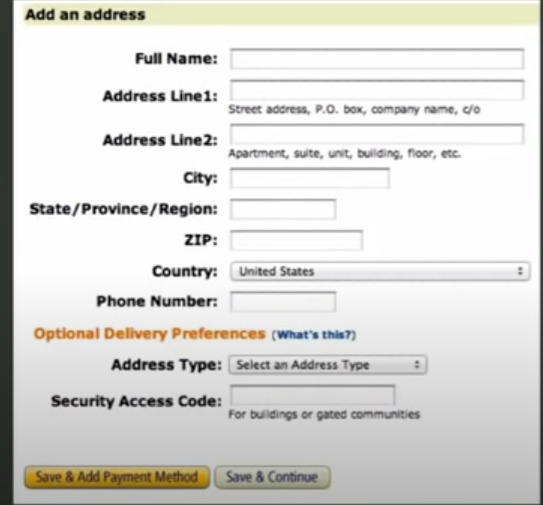 Add an address
Full Name:
Address Line1:
Street address, P.O. box, company name, c/o
Address Line2:
Apartment, suite, unit, building, floor, etc.
City:
State/Province/Region:
ZIP:
Country: United States
Phone Number:
Optional Delivery Preferences (What's this?)
Address Type: Select an Address Type
Security Access Code:
For buildings or gated communities
Save & Add Payment Method Save & Continue